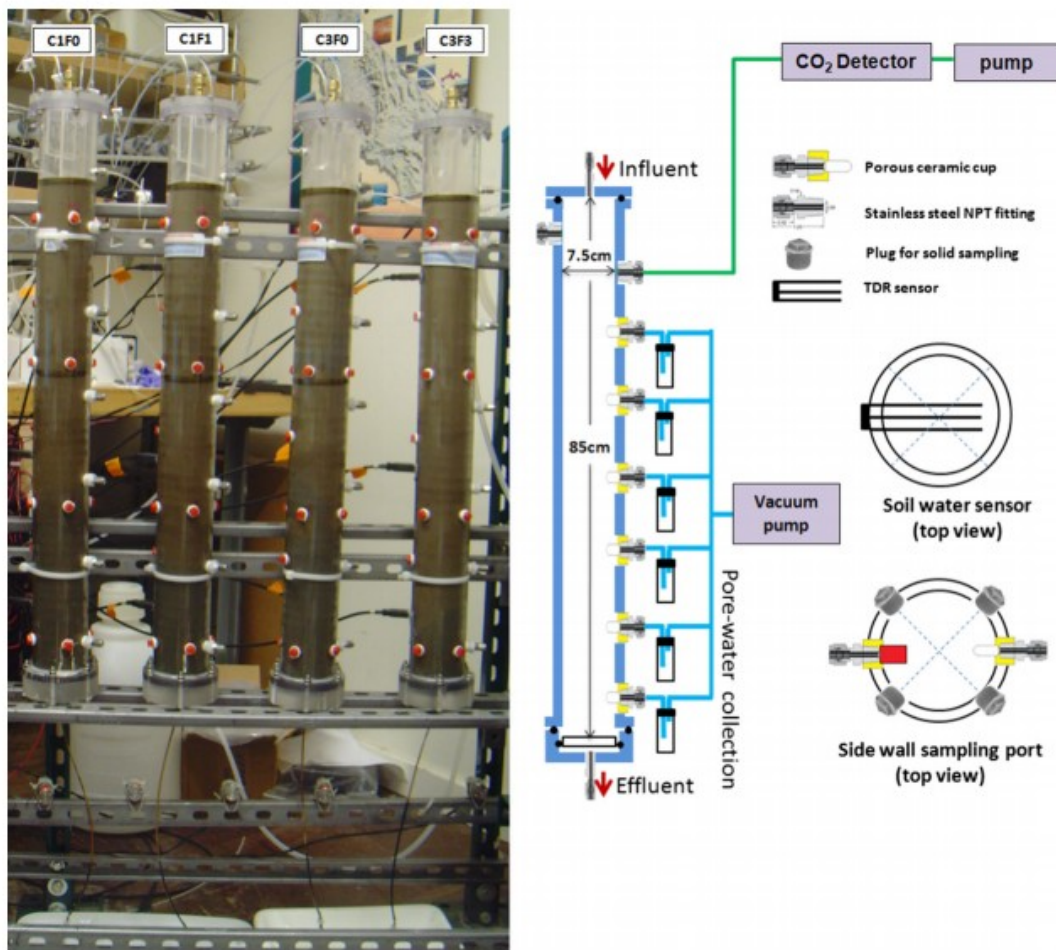 C1F0
C1F1
C3F0
C3F3
CO₂ Detector
pump
Influent
Porous ceramic cup
Stainless steel NPT fitting
Plug for solid sampling
TDR sensor
7.5cm
85cm
Vacuum
pump
Pore-water collection
Soil water sensor
(top view)
Side wall sampling port
(top view)
Effluent